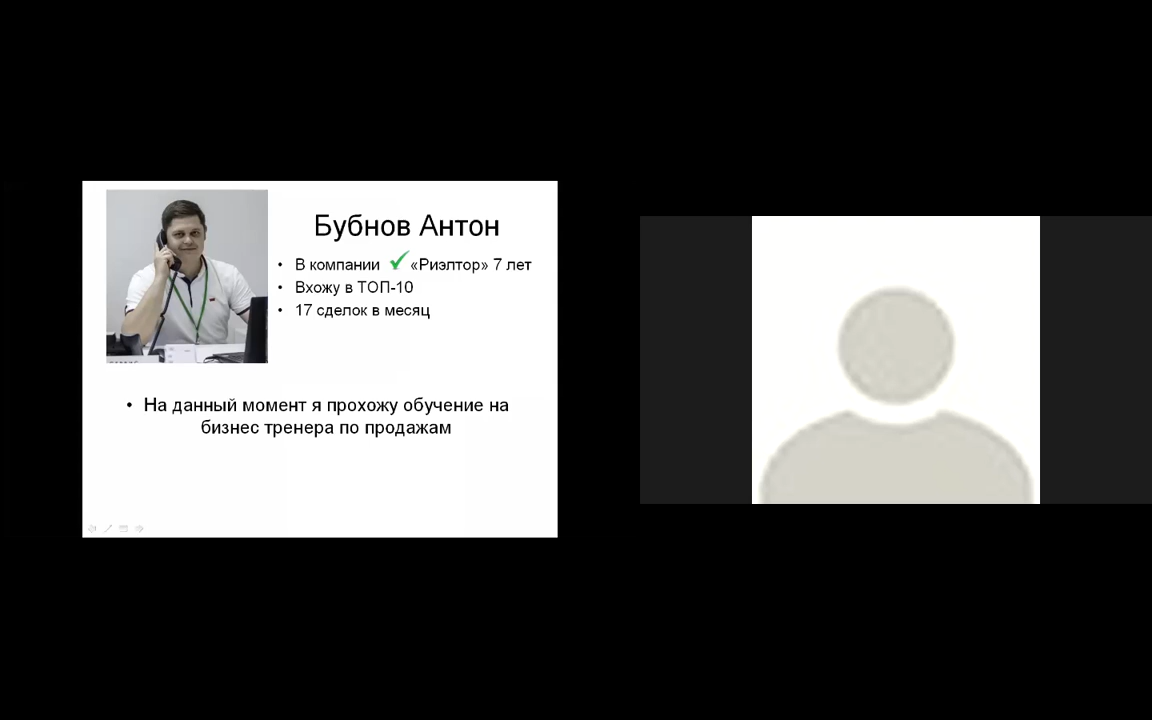 Бубнов Антон
• В компании «Риэлтор» 7 лет
• Вхожу в ТОП-10
• 17 сделок в месяц
• На данный момент я прохожу обучение на
бизнес тренера по продажам